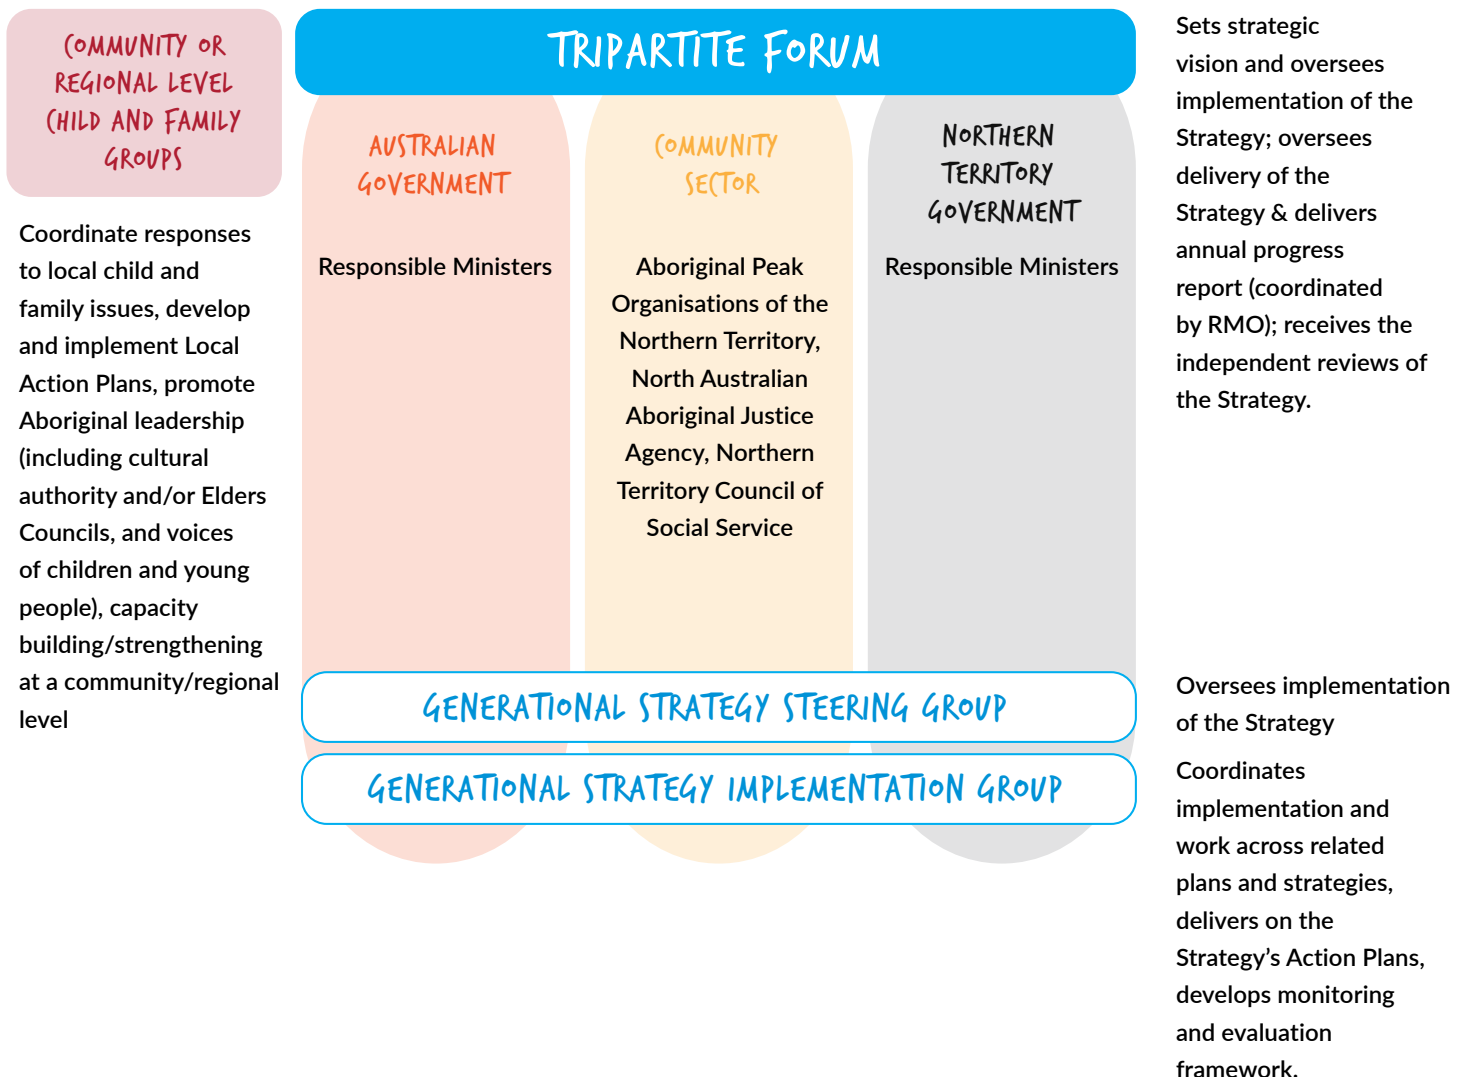 COMMUNITY OR
REGIONAL LEVEL
CHILD AND FAMILY
GROUPS
Coordinate responses
to local child and
family issues, develop
and implement Local
Action Plans, promote
Aboriginal leadership
(including cultural
authority and/or Elders
Councils, and voices
of children and young
people), capacity
building/strengthening
at a community/regional
level
TRIPARTITE FORUM
AUSTRALIAN
GOVERNMENT
Responsible Ministers
COMMUNITY
SECTOR
Aboriginal Peak
Organisations of the
Northern Territory,
North Australian
Aboriginal Justice
Agency, Northern
Territory Council of
Social Service
NORTHERN
TERRITORY
GOVERNMENT
Responsible Ministers
Sets strategic
vision and oversees
implementation of the
Strategy; oversees
delivery of the
Strategy & delivers
annual progress
report (coordinated
by RMO); receives the
independent reviews of
the Strategy.
GENERATIONAL STRATEGY STEERING GROUP
Oversees implementation
of the Strategy
GENERATIONAL STRATEGY IMPLEMENTATION GROUP
Coordinates
implementation and
work across related
plans and strategies,
delivers on the
Strategy’s Action Plans,
develops monitoring
and evaluation
framework.